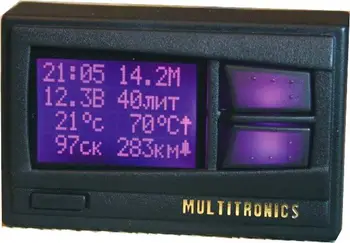 21:05 14.2М
12.3В 40лит
21°с 70°С↑
97ск 283км
MULTITRONICS